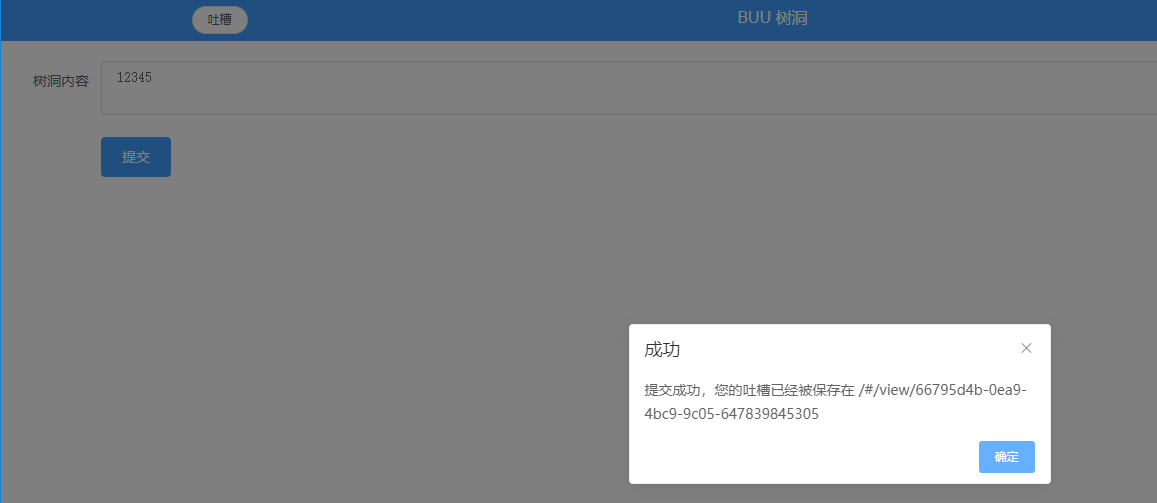 吐槽
BUU 树洞
树洞内容
12345
提交
成功
提交成功，您的吐槽已经被保存在 /#/view/66795d4b-0ea9-
4bc9-9c05-647839845305
确定